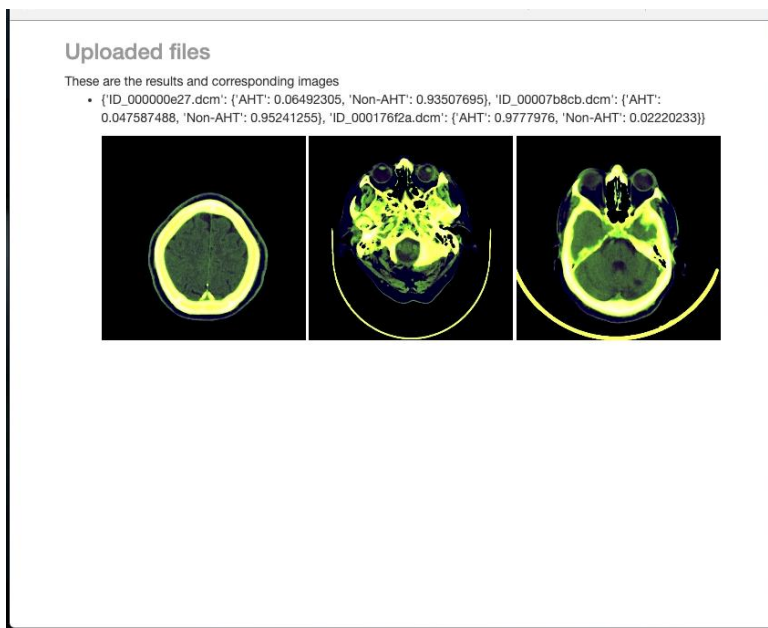 Uploaded files
These are the results and corresponding images
• {'ID_000000e27.dcm': {'AHT': 0.06492305, 'Non-AHT': 0.93507695}, 'ID_00007b8cb.dcm': {'AHT':
0.047587488, 'Non-AHT': 0.95241255}, 'ID_000176f2a.dcm': {'AHT': 0.9777976, 'Non-AHT': 0.02220233}}